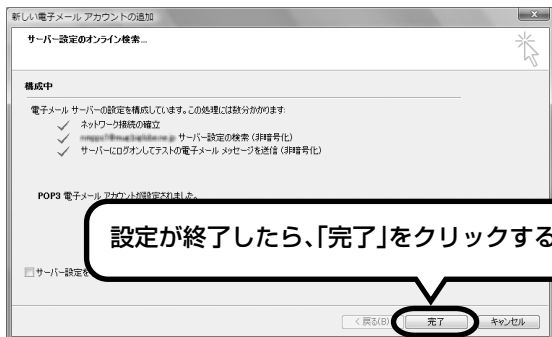 新しい電子メール アカウントの追加
サーバー設定のオンライン検索...
構成中
電子メール サーバーの設定を構成しています。この処理には数分かかります:
ネットワーク接続の確立
サーバー設定の検索 (非暗号化)
サーバーにログオンしてテストの電子メール メッセージを送信 (非暗号化)
POP3 電子メール アカウントが設定されました。
設定が終了したら、「完了」をクリックする
サーバー設定を
< 戻る(B)
完了
キャンセル